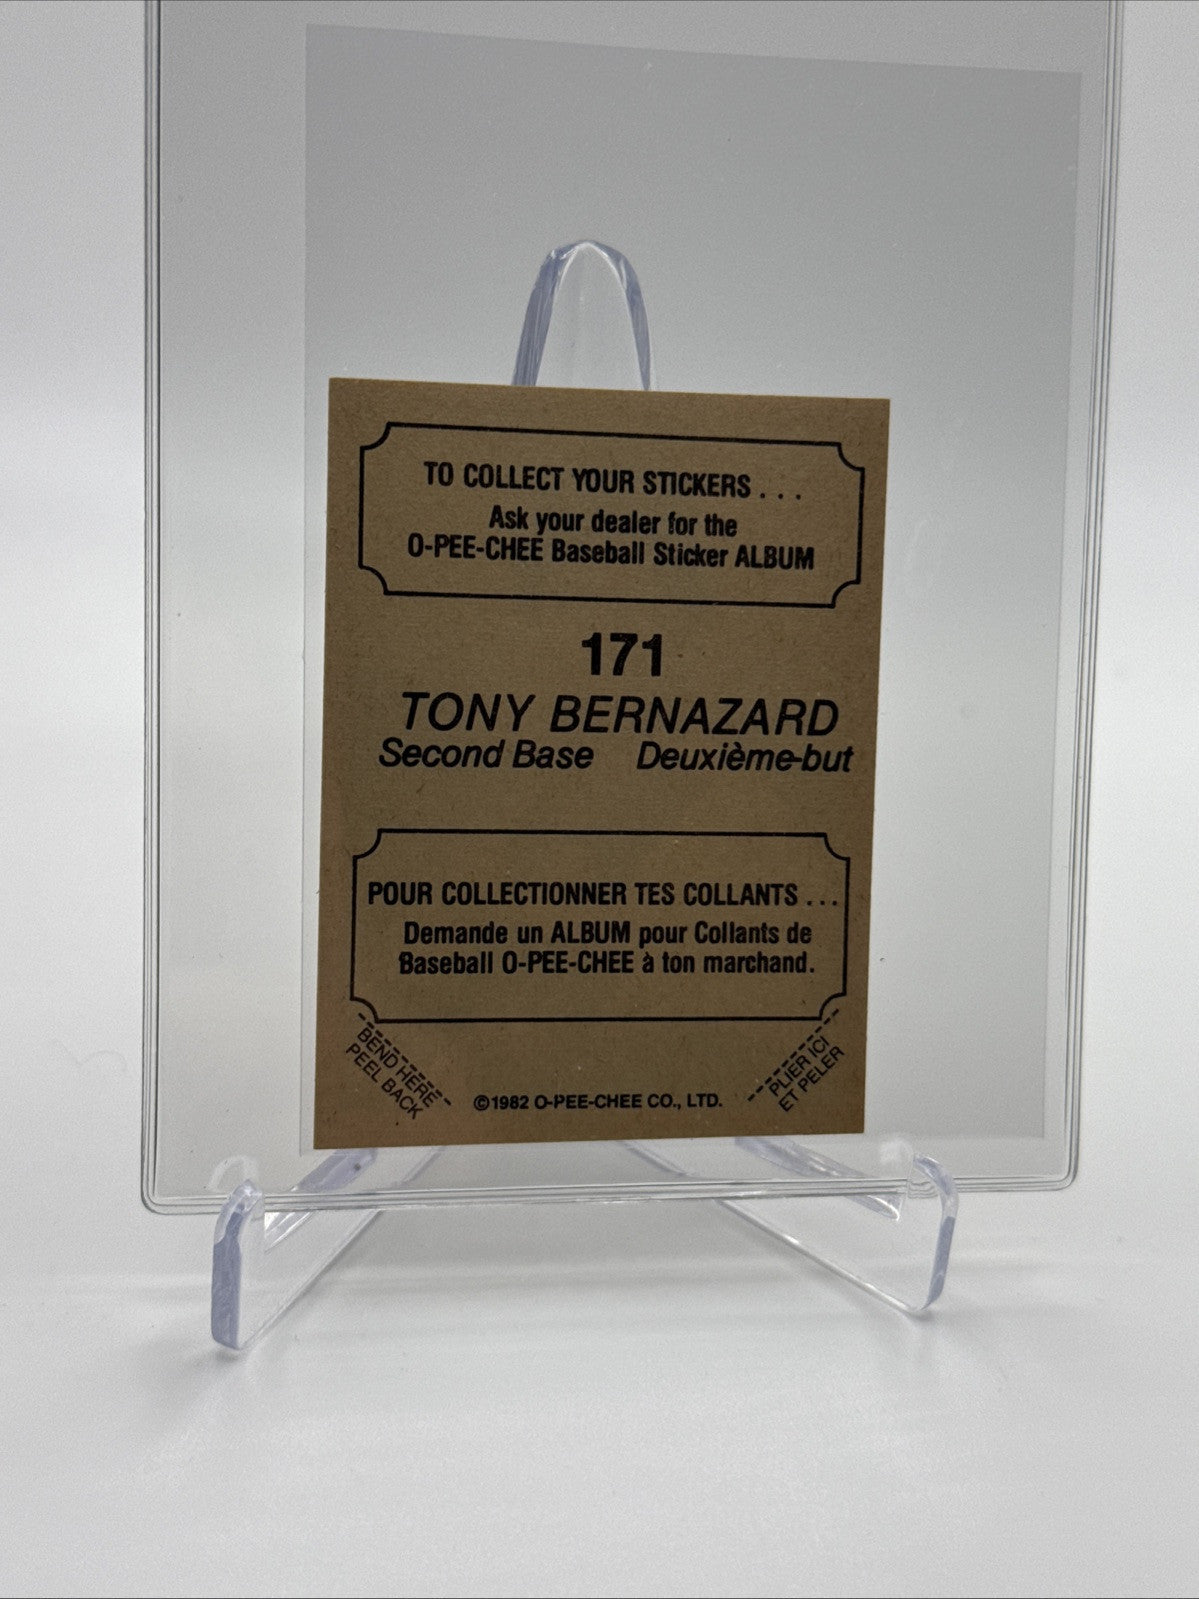 TO COLLECT YOUR STICKERS . . .
Ask your dealer for the
O-PEE-CHEE Baseball Sticker ALBUM
171
TONY BERNAZARD
Second Base Deuxième-but
POUR COLLECTIONNER TES COLLANTS . . .
Demande un ALBUM pour Collants de
Baseball O-PEE-CHEE à ton marchand.
BEND HERE
PEEL BACK
©1982 O-PEE-CHEE CO., LTD.
PLIER ICI
ET PELER